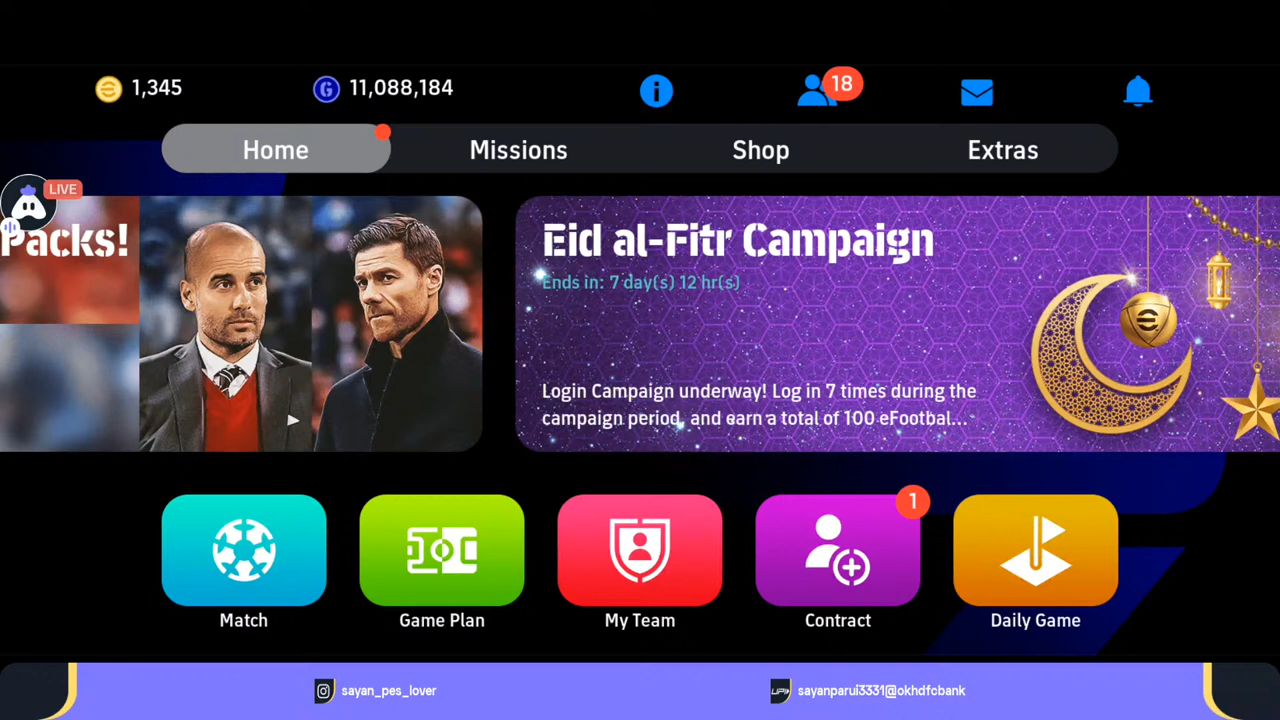 1,345
11,088,184
18
Home
Missions
Shop
Extras
LIVE
Packs!
Eid al-Fitr Campaign
Ends in: 7 day(s) 12 hr(s)
Login Campaign underway! Log in 7 times during the
campaign period, and earn a total of 100 eFootbal...
1
Match
Game Plan
My Team
Contract
Daily Game
sayan_pes_lover
UPI
sayanparui3331@okhdfcbank